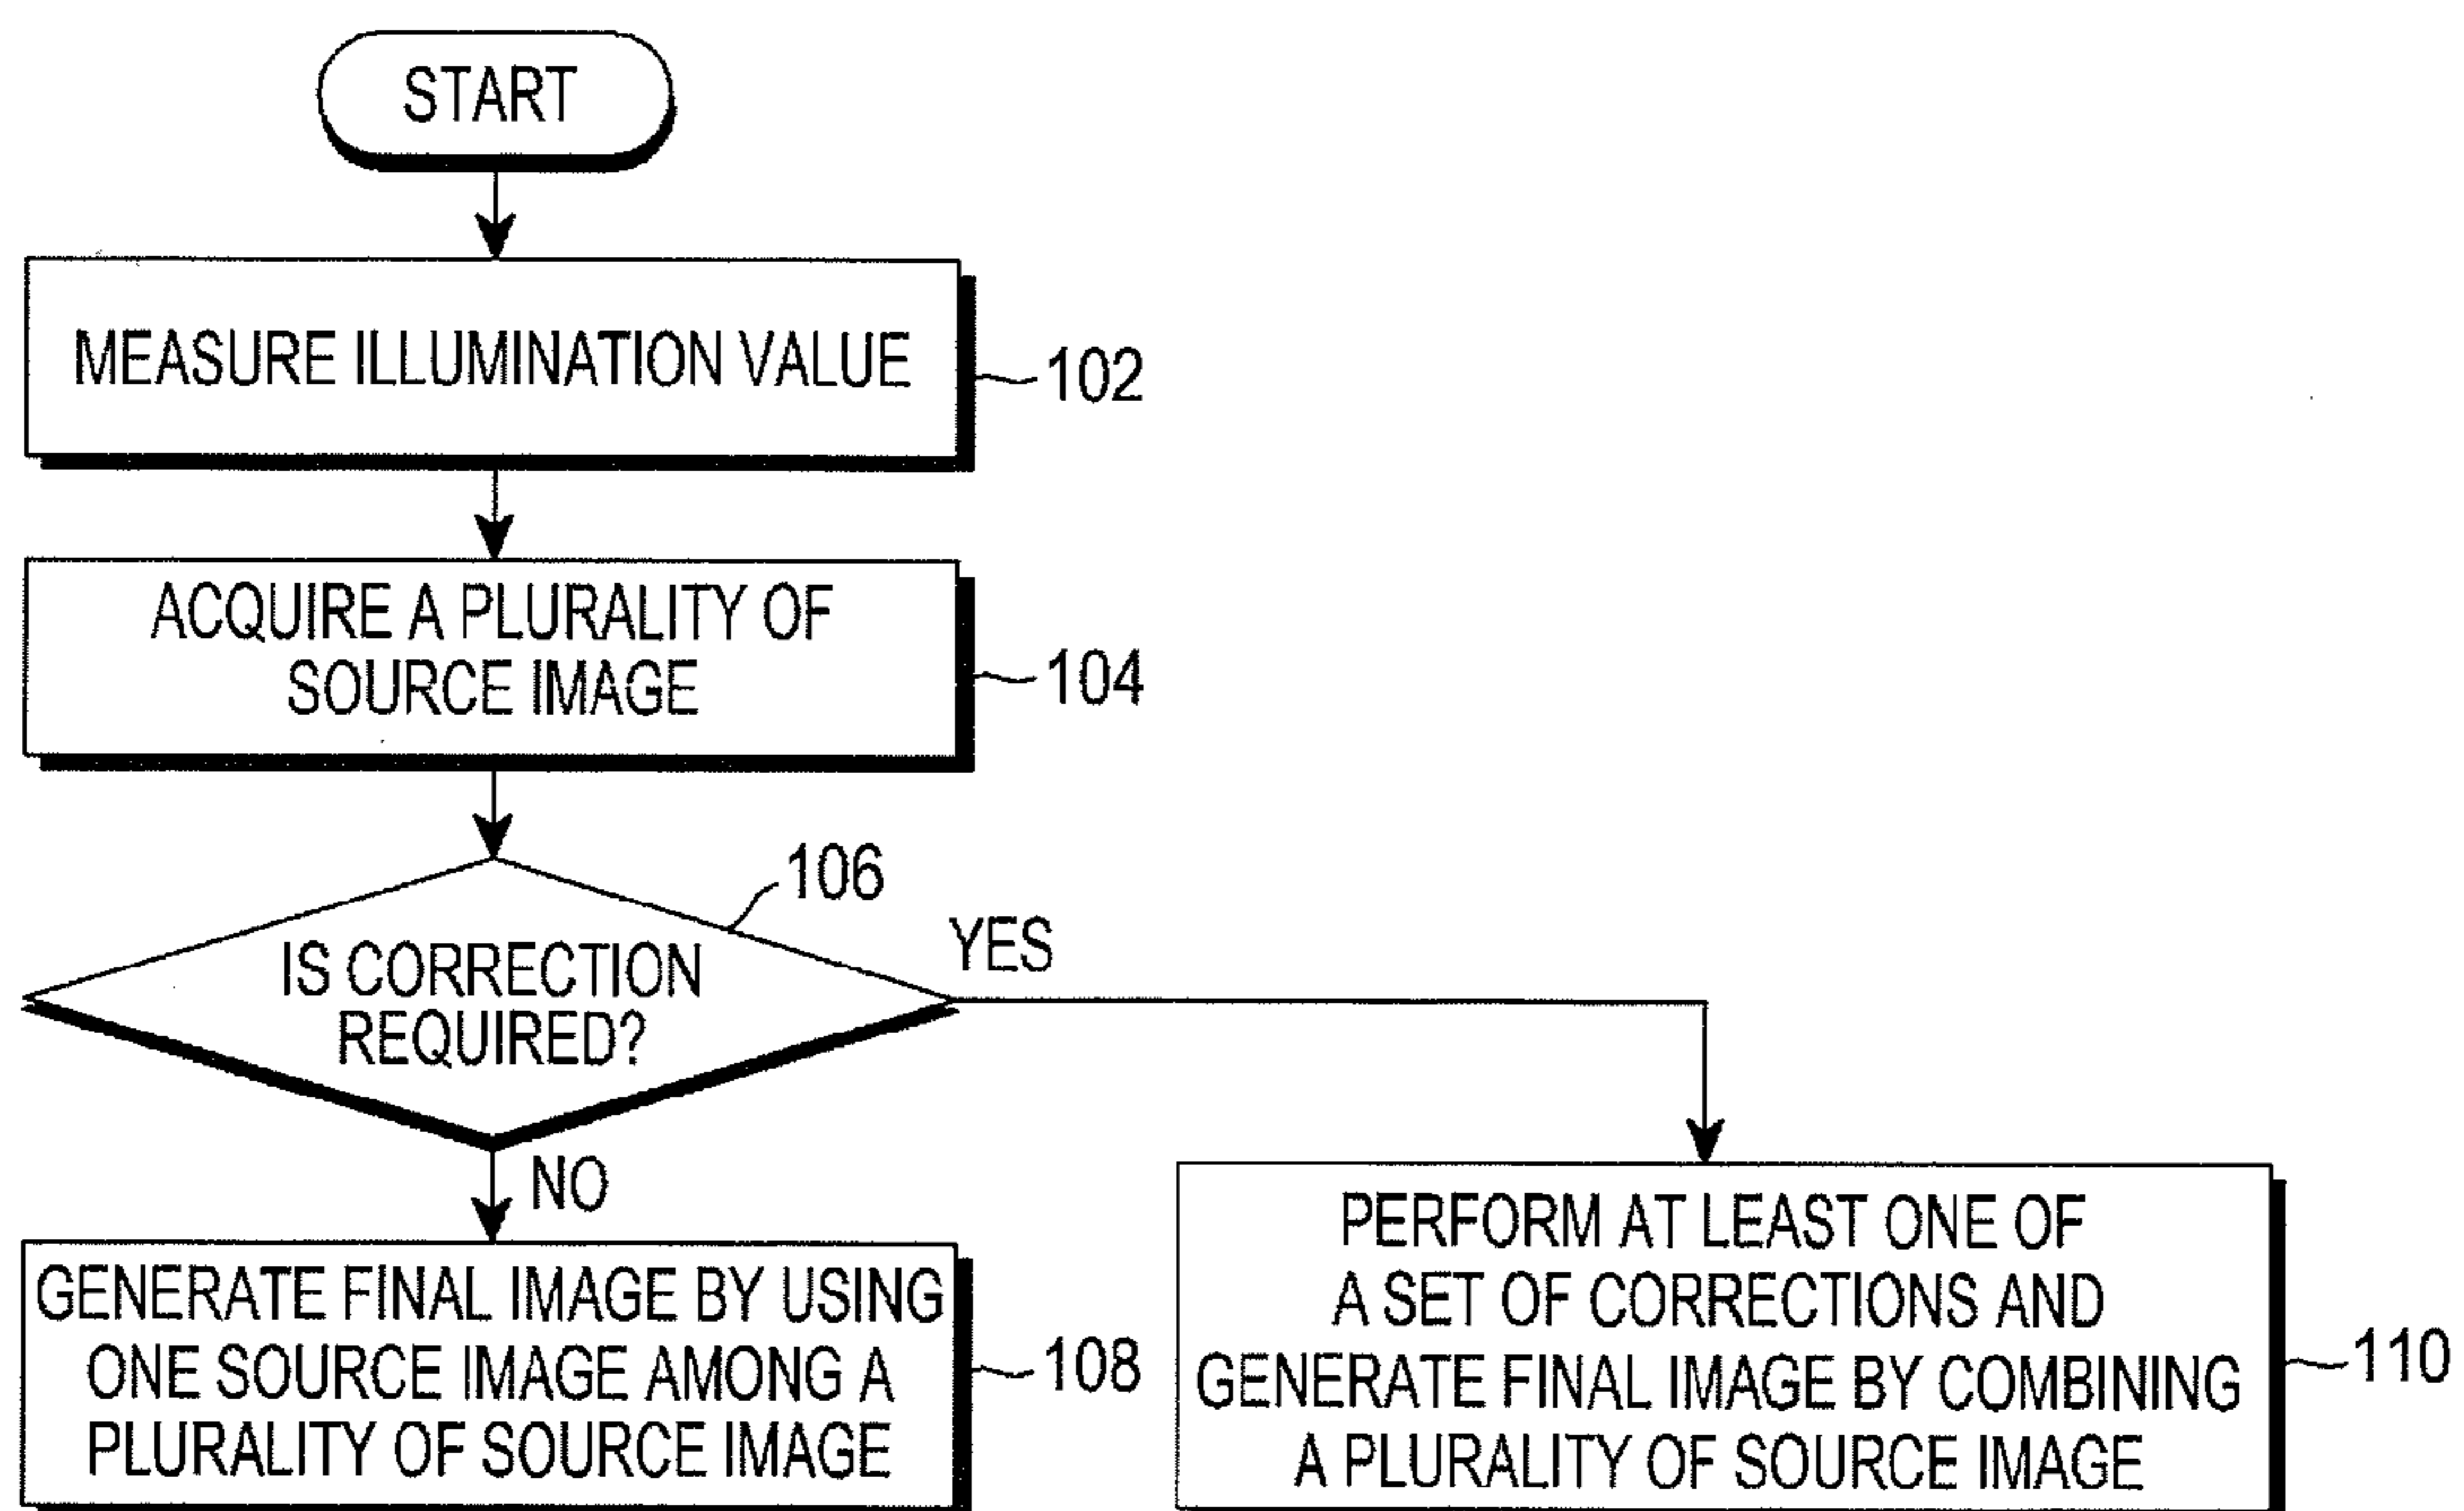 START
MEASURE ILLUMINATION VALUE
102
ACQUIRE A PLURALITY OF
SOURCE IMAGE
104
106
IS CORRECTION
REQUIRED?
YES
NO
GENERATE FINAL IMAGE BY USING
ONE SOURCE IMAGE AMONG A
PLURALITY OF SOURCE IMAGE
108
PERFORM AT LEAST ONE OF
A SET OF CORRECTIONS AND
GENERATE FINAL IMAGE BY COMBINING
A PLURALITY OF SOURCE IMAGE
110